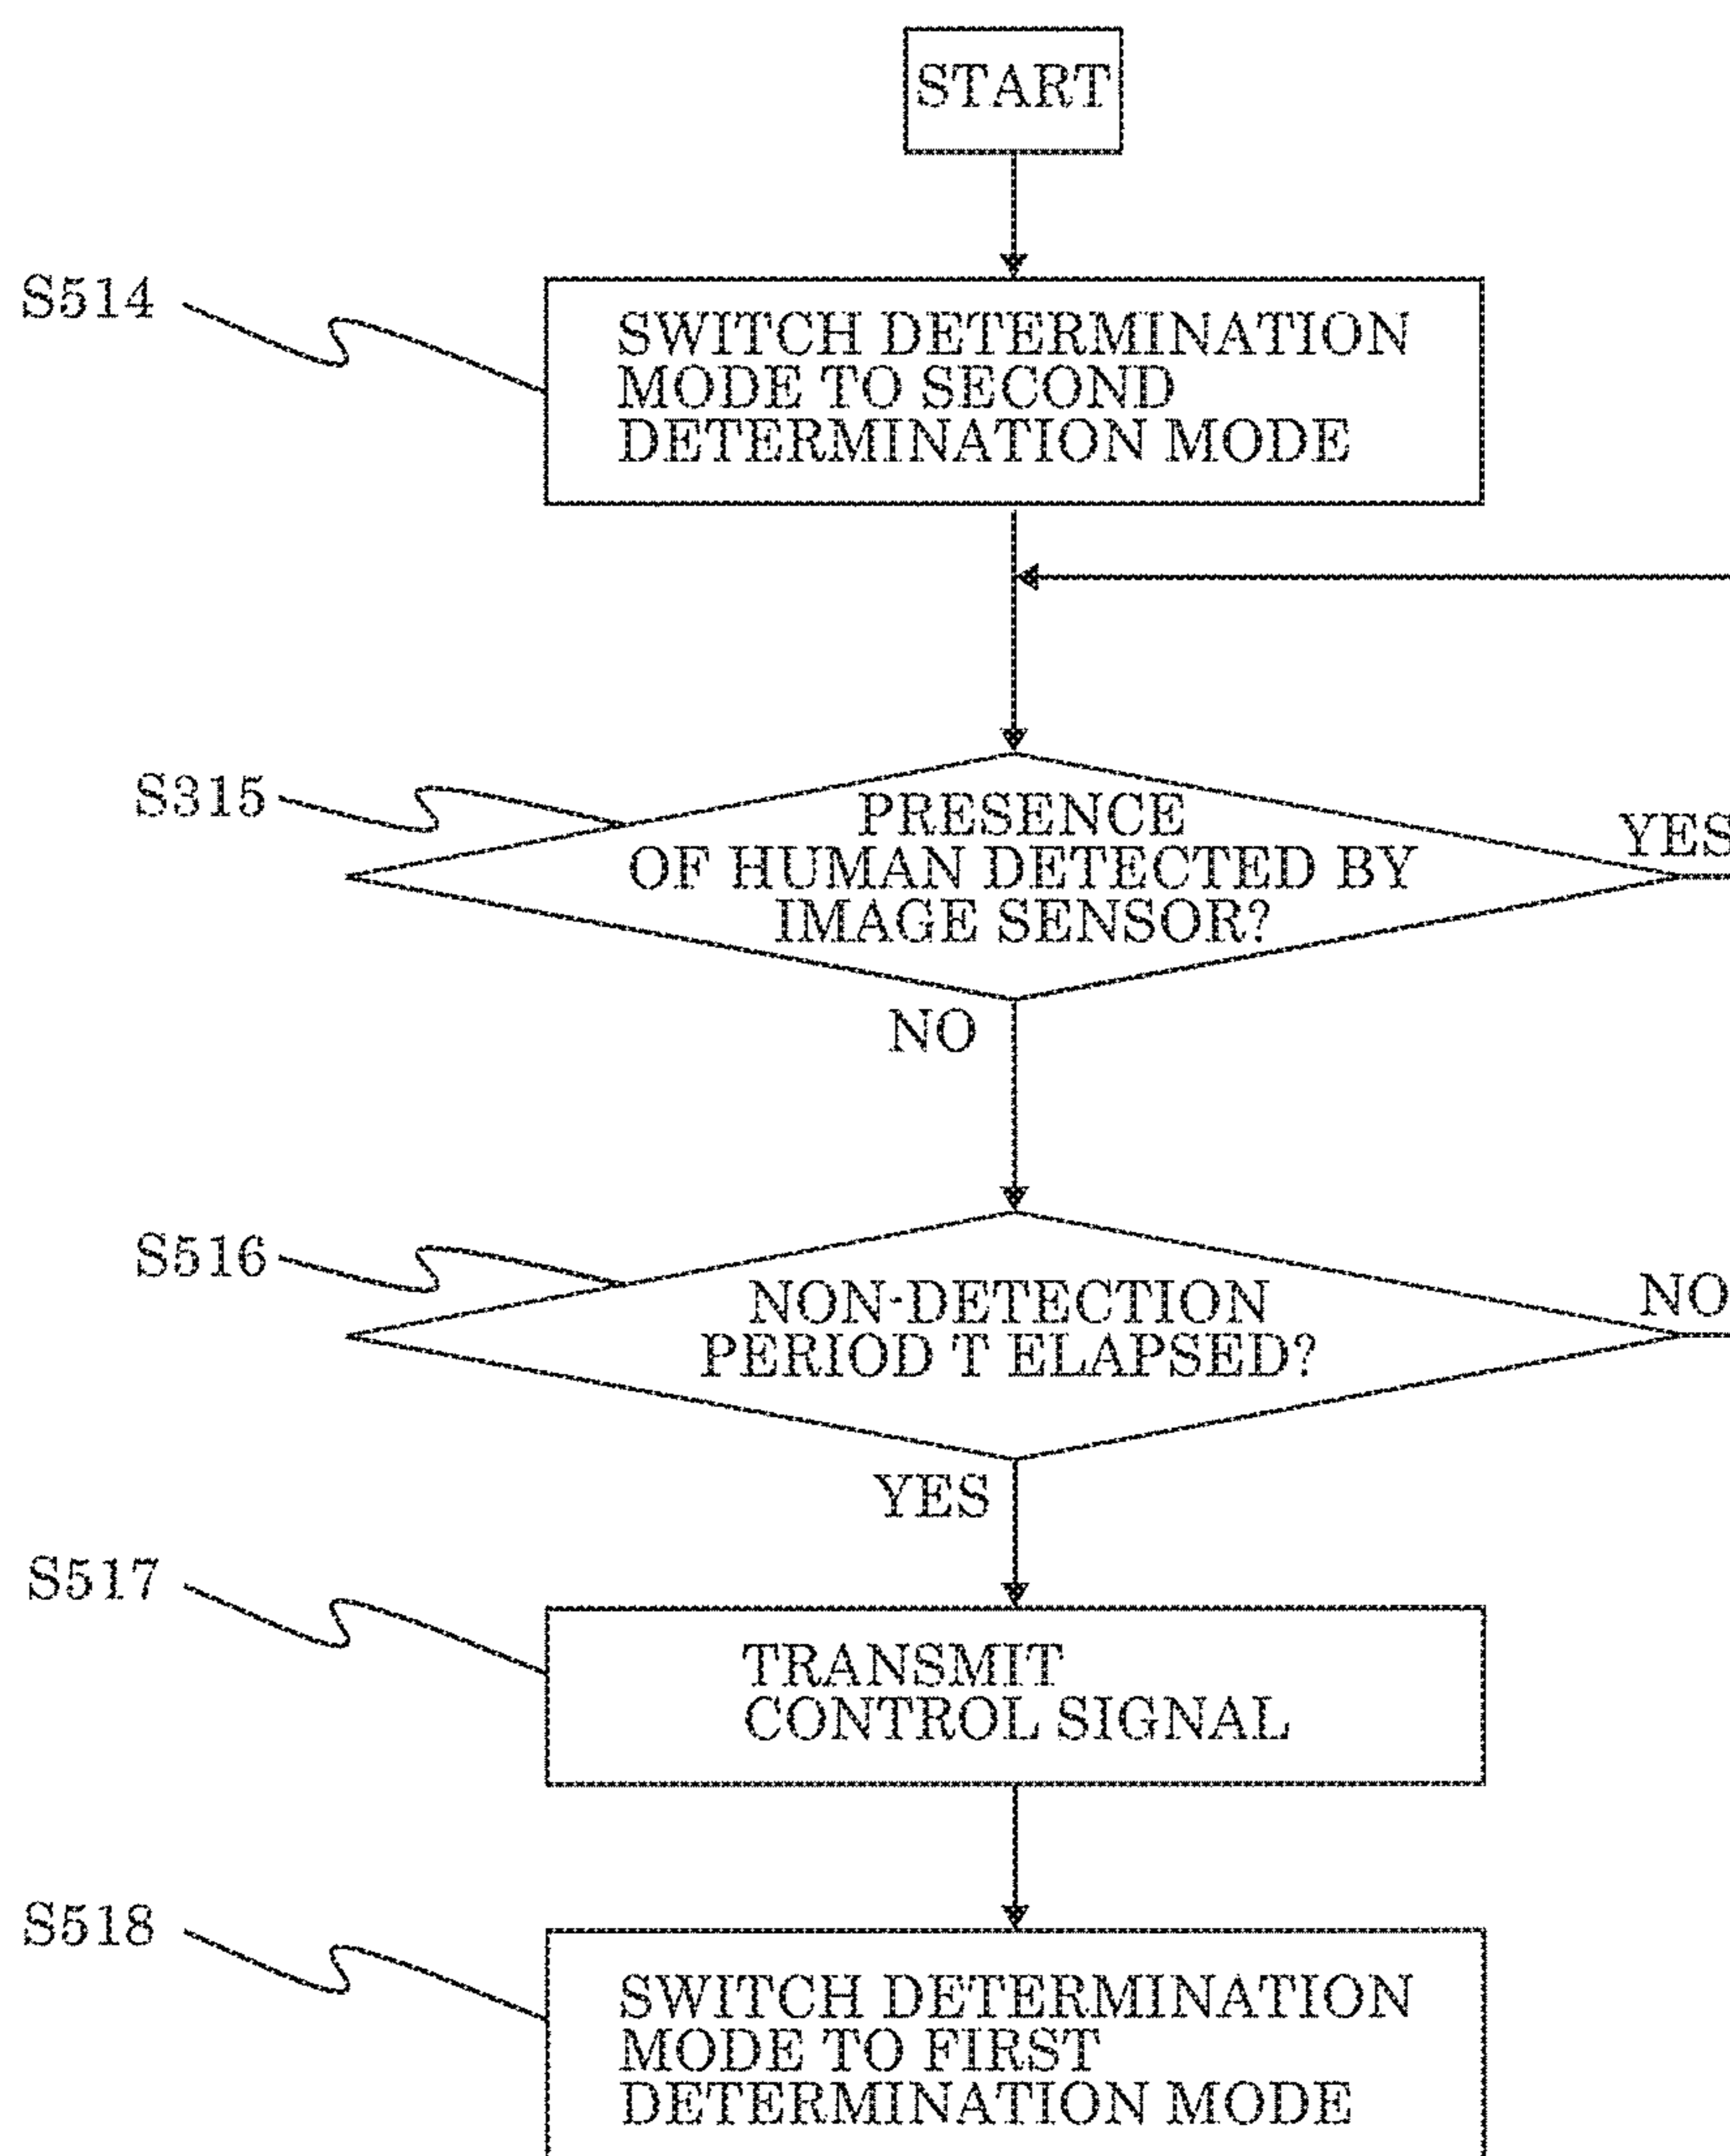 START
S514
SWITCH DETERMINATION
MODE TO SECOND
DETERMINATION MODE
S315
PRESENCE
OF HUMAN DETECTED BY
IMAGE SENSOR?
YES
NO
S516
NON-DETECTION
PERIOD T ELAPSED?
NO
YES
S517
TRANSMIT
CONTROL SIGNAL
S518
SWITCH DETERMINATION
MODE TO FIRST
DETERMINATION MODE